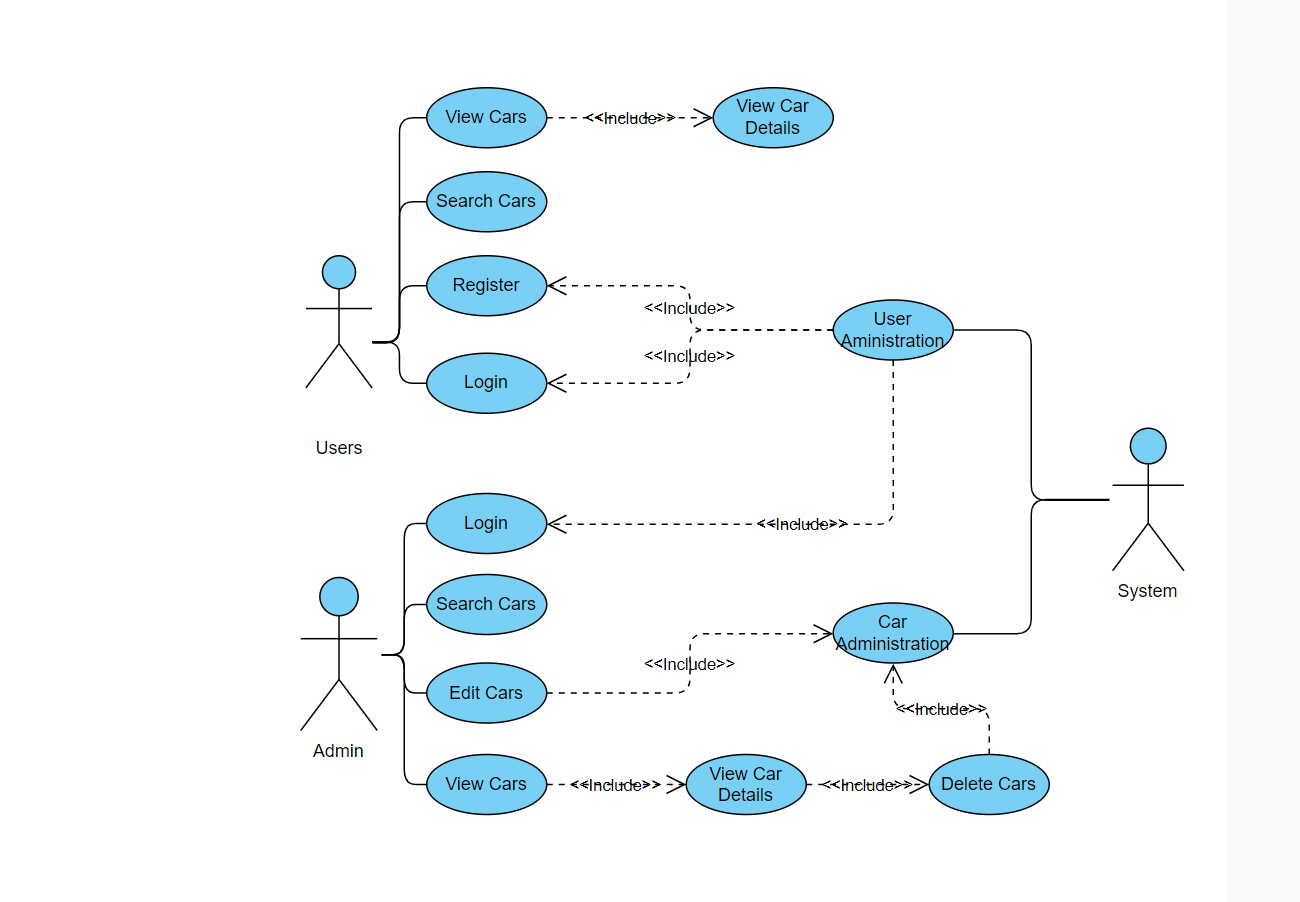 View Cars
<<Include>>
View Car
Details
Search Cars
Register
<<Include>>
User
Aministration
<<Include>>
Login
Users
Login
<<Include>>
System
Search Cars
Car
Administration
<<Include>>
Edit Cars
<<Include>>
Admin
View Cars
<<Include>>
View Car
Details
<<Include>>
Delete Cars